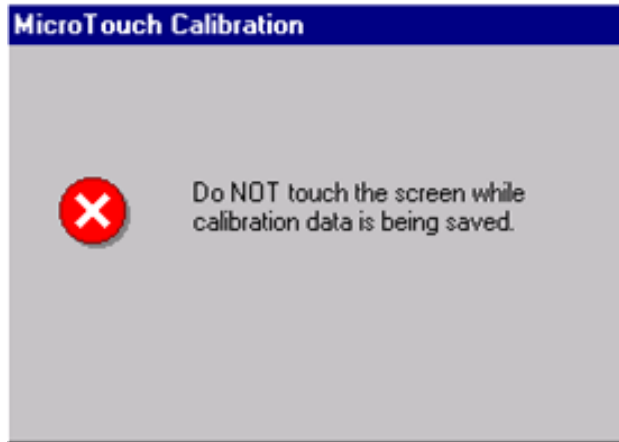 MicroTouch Calibration
Do NOT touch the screen while
calibration data is being saved.